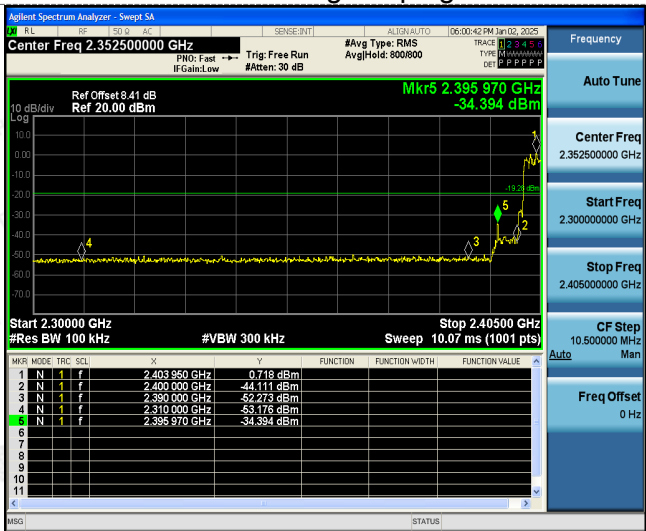 Agilent Spectrum Analyzer - Swept SA
RL RF 50 Ω AC SENSE:INT ALIGNAUTO 06:00:42 PM Jan 02, 2025
Center Freq 2.352500000 GHz
PNO: Fast
IFGain:Low
Trig: Free Run
#Atten: 30 dB
#Avg Type: RMS
Avg|Hold: 800/800
TRACE 1 2 3 4 5 6
TYPE M W W W W W
DET P P P P P P
Ref Offset 8.41 dB
10 dB/div Ref 20.00 dBm
Log
Mkr5 2.395 970 GHz
-34.394 dBm
10.0
0.00
-10.0
-20.0
-30.0
-40.0
-50.0
-60.0
-70.0
1
-19.28 dBm
5
2
3
4
Start 2.30000 GHz Stop 2.40500 GHz
#Res BW 100 kHz #VBW 300 kHz Sweep 10.07 ms (1001 pts)
MKR MODE TRC SCL X Y FUNCTION FUNCTION WIDTH FUNCTION VALUE
1 N 1 f 2.403 950 GHz 0.718 dBm
2 N 1 f 2.400 000 GHz -44.111 dBm
3 N 1 f 2.390 000 GHz -52.273 dBm
4 N 1 f 2.310 000 GHz -53.176 dBm
5 N 1 f 2.395 970 GHz -34.394 dBm
6
7
8
9
10
11
MSG STATUS
Frequency
Auto Tune
Center Freq
2.352500000 GHz
Start Freq
2.300000000 GHz
Stop Freq
2.405000000 GHz
CF Step
10.500000 MHz
Auto Man
Freq Offset
0 Hz